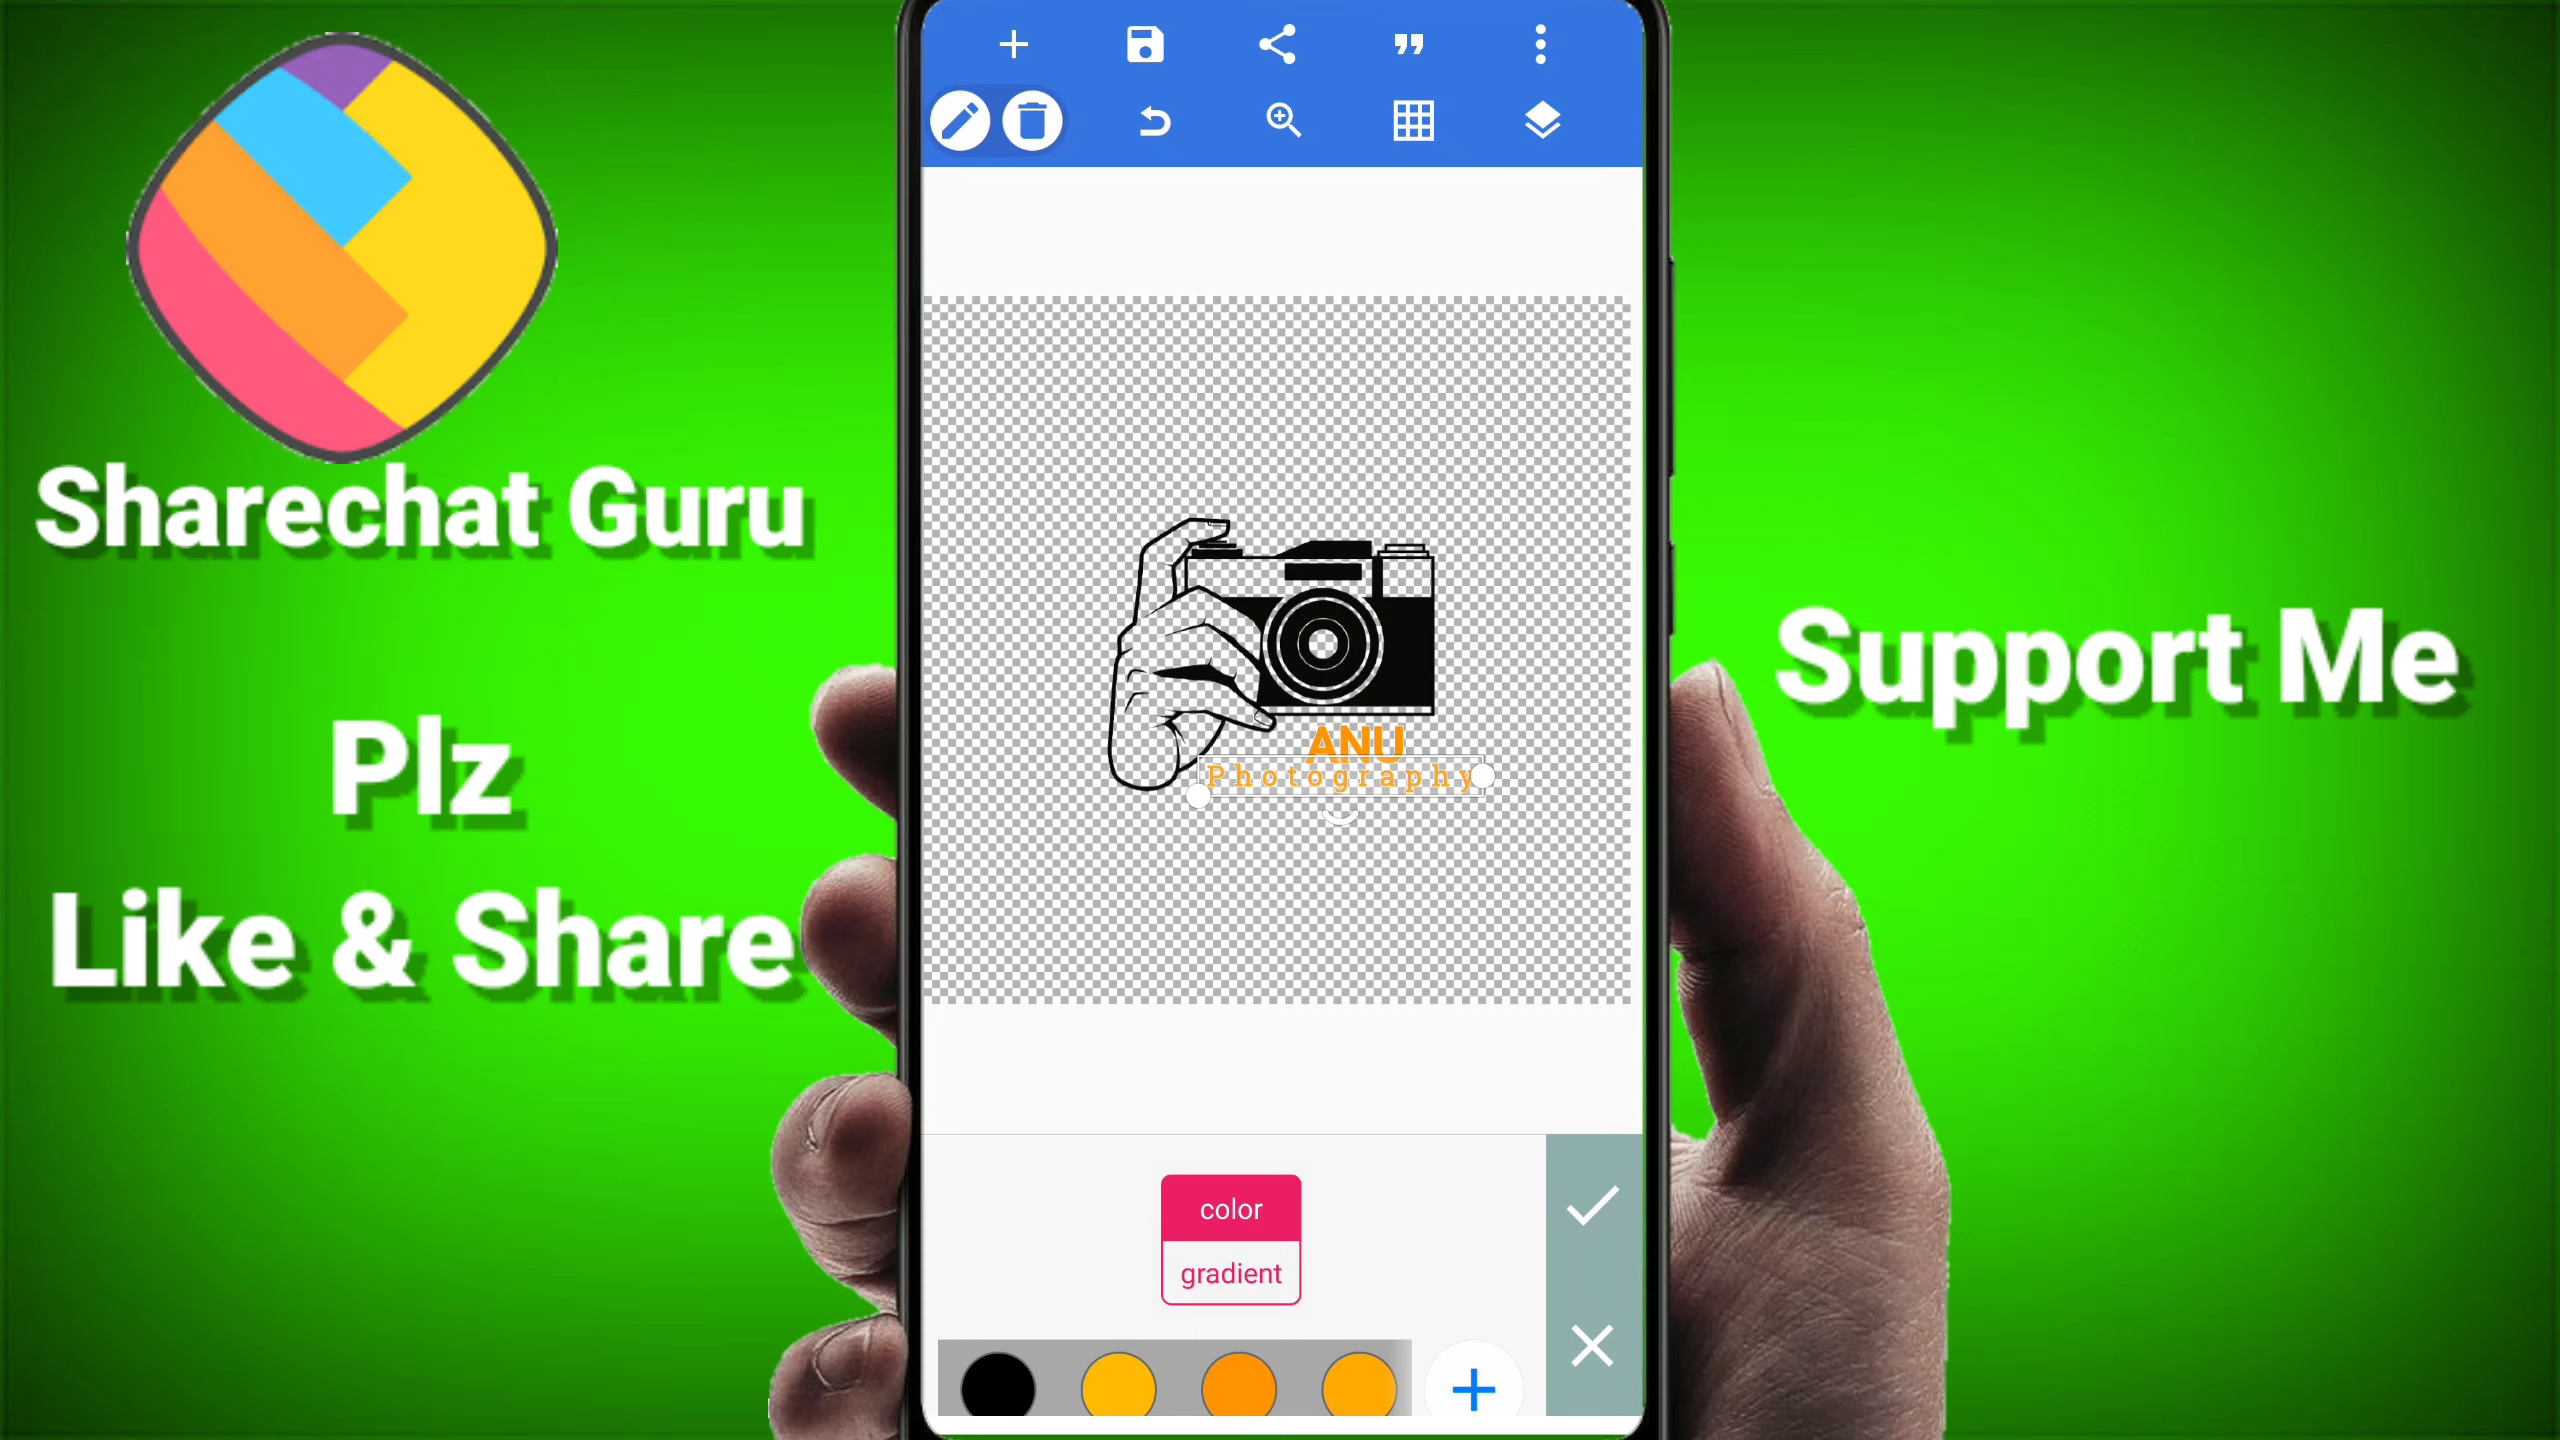 Sharechat Guru
Plz
Like & Share
Support Me
ANU
Photography
color
gradient